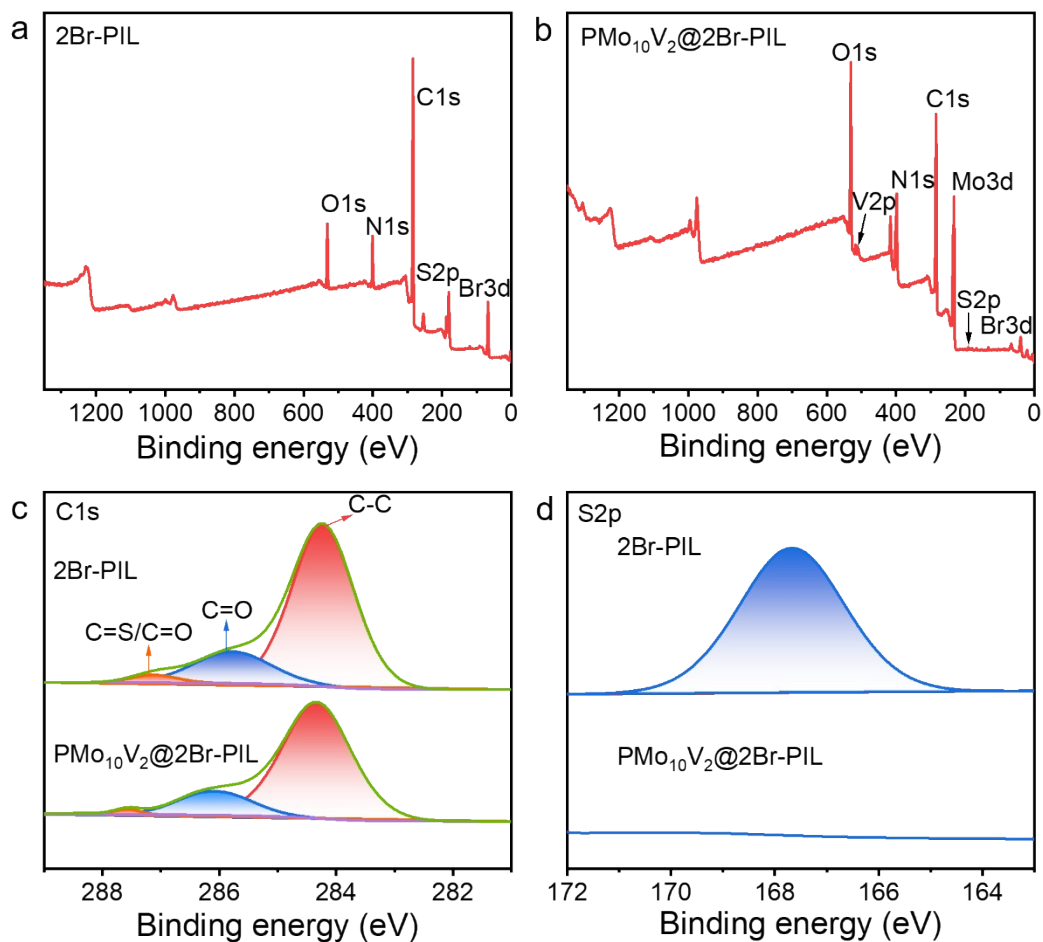 a
2Br-PIL
C1s
O1s
N1s
S2p
Br3d
1200 1000 800 600 400 200 0
Binding energy (eV)
b
PMo₁₀V₂@2Br-PIL
O1s
C1s
V2p
N1s
Mo3d
S2p
Br3d
1200 1000 800 600 400 200 0
Binding energy (eV)
c
C1s
C-C
2Br-PIL
C=O
C=S/C=O
PMo₁₀V₂@2Br-PIL
288 286 284 282
Binding energy (eV)
d
S2p
2Br-PIL
PMo₁₀V₂@2Br-PIL
172 170 168 166 164
Binding energy (eV)